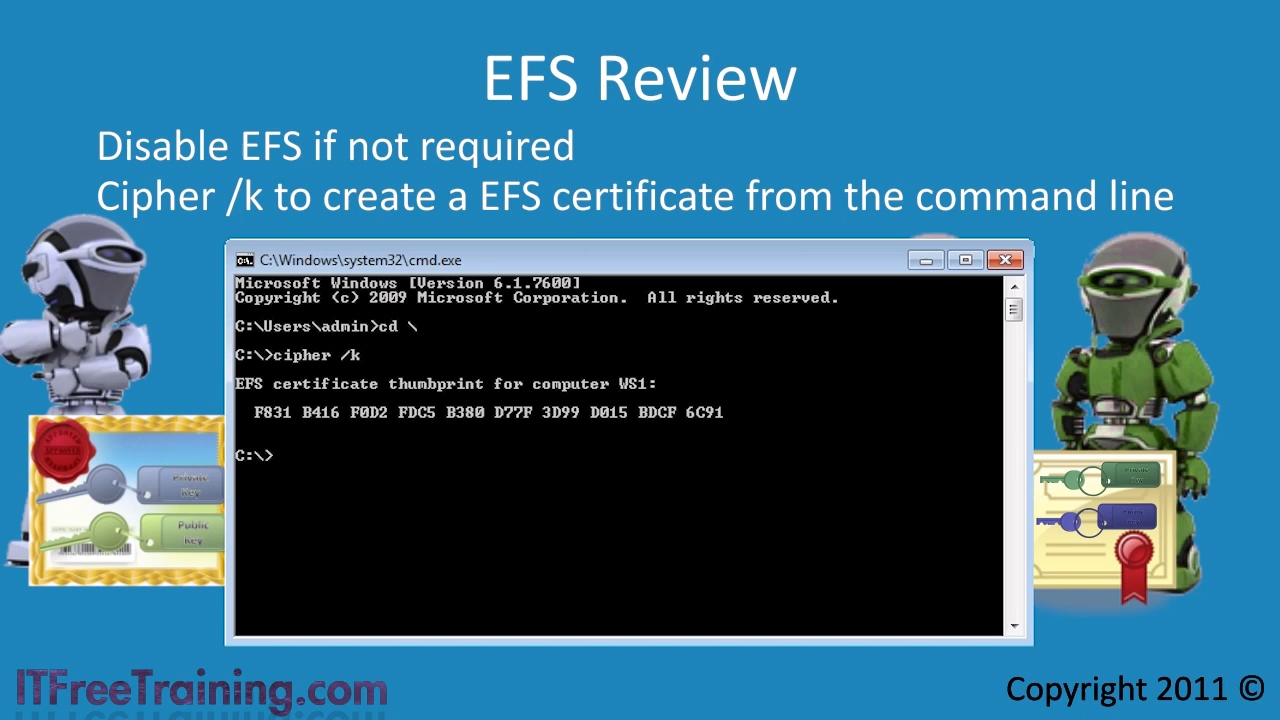 EFS Review
Disable EFS if not required
Cipher /k to create a EFS certificate from the command line
C:\Windows\system32\cmd.exe
Microsoft Windows [Version 6.1.7600]
Copyright (c) 2009 Microsoft Corporation.  All rights reserved.
C:\Users\admin>cd \
C:\>cipher /k
EFS certificate thumbprint for computer WS1:
F831 B416 F0D2 FDC5 B380 D77F 3D99 D015 BDCF 6C91
C:\>
Private
Key
Public
Key
Private
Key
ITFreeTraining.com
Copyright 2011 ©